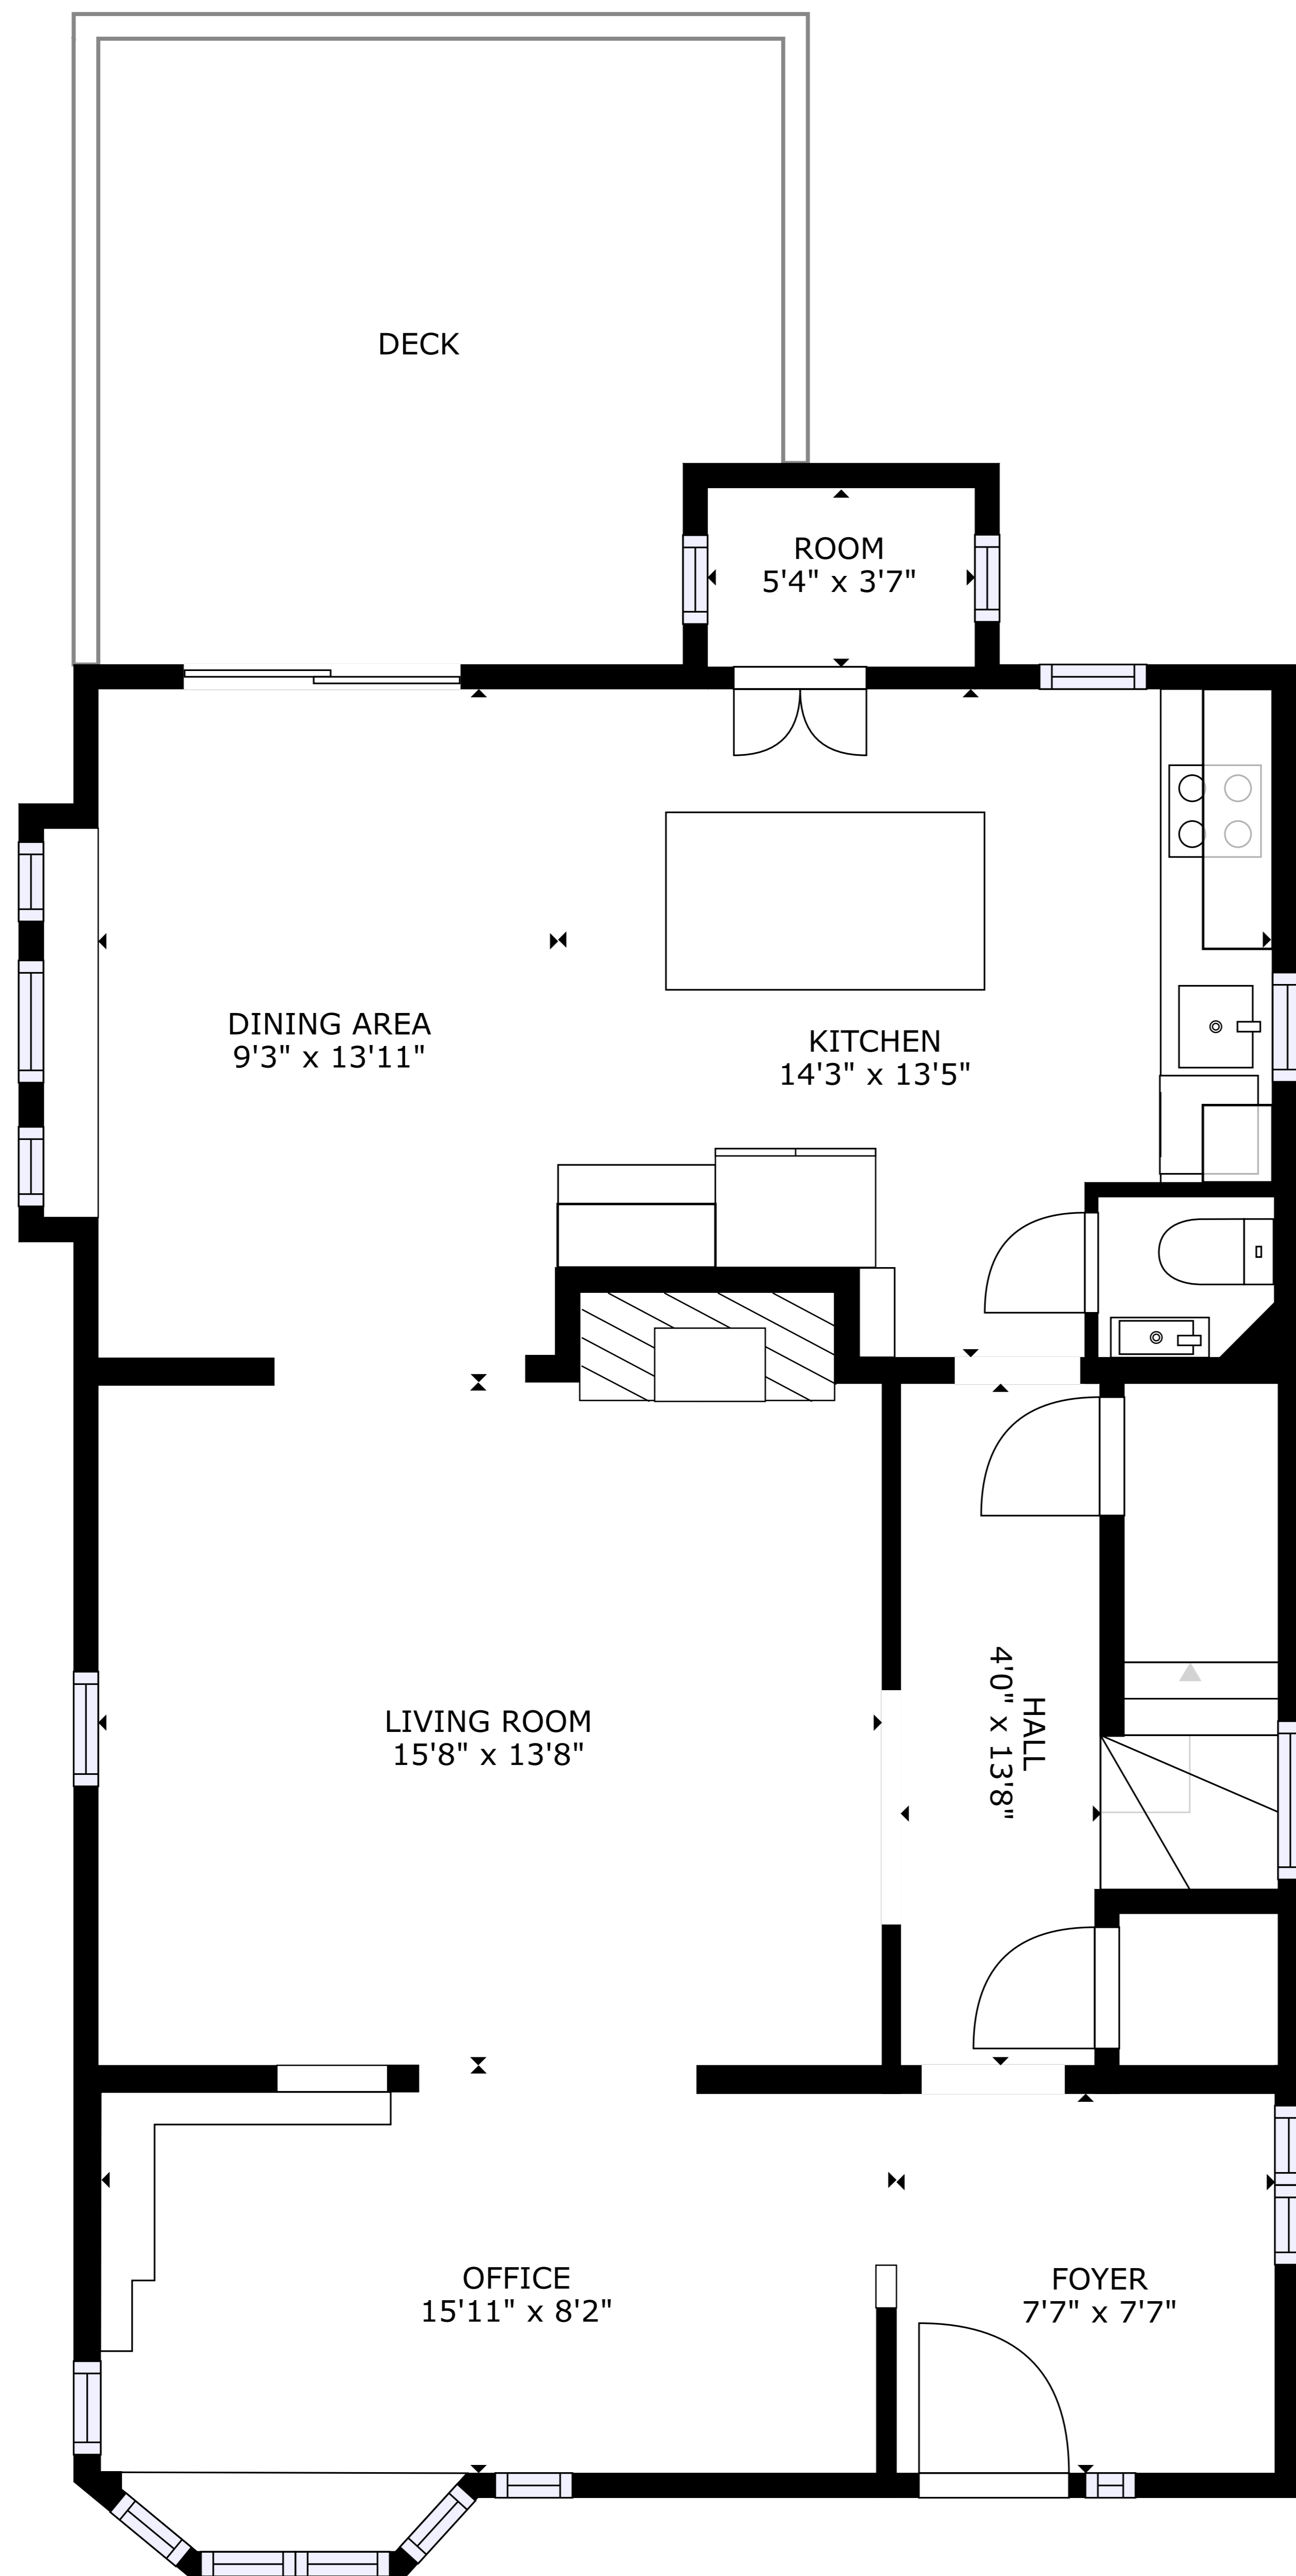 DECK
ROOM
5'4" x 3'7"
DINING AREA
9'3" x 13'11"
KITCHEN
14'3" x 13'5"
LIVING ROOM
15'8" x 13'8"
HALL
4'0" x 13'8"
OFFICE
15'11" x 8'2"
FOYER
7'7" x 7'7"